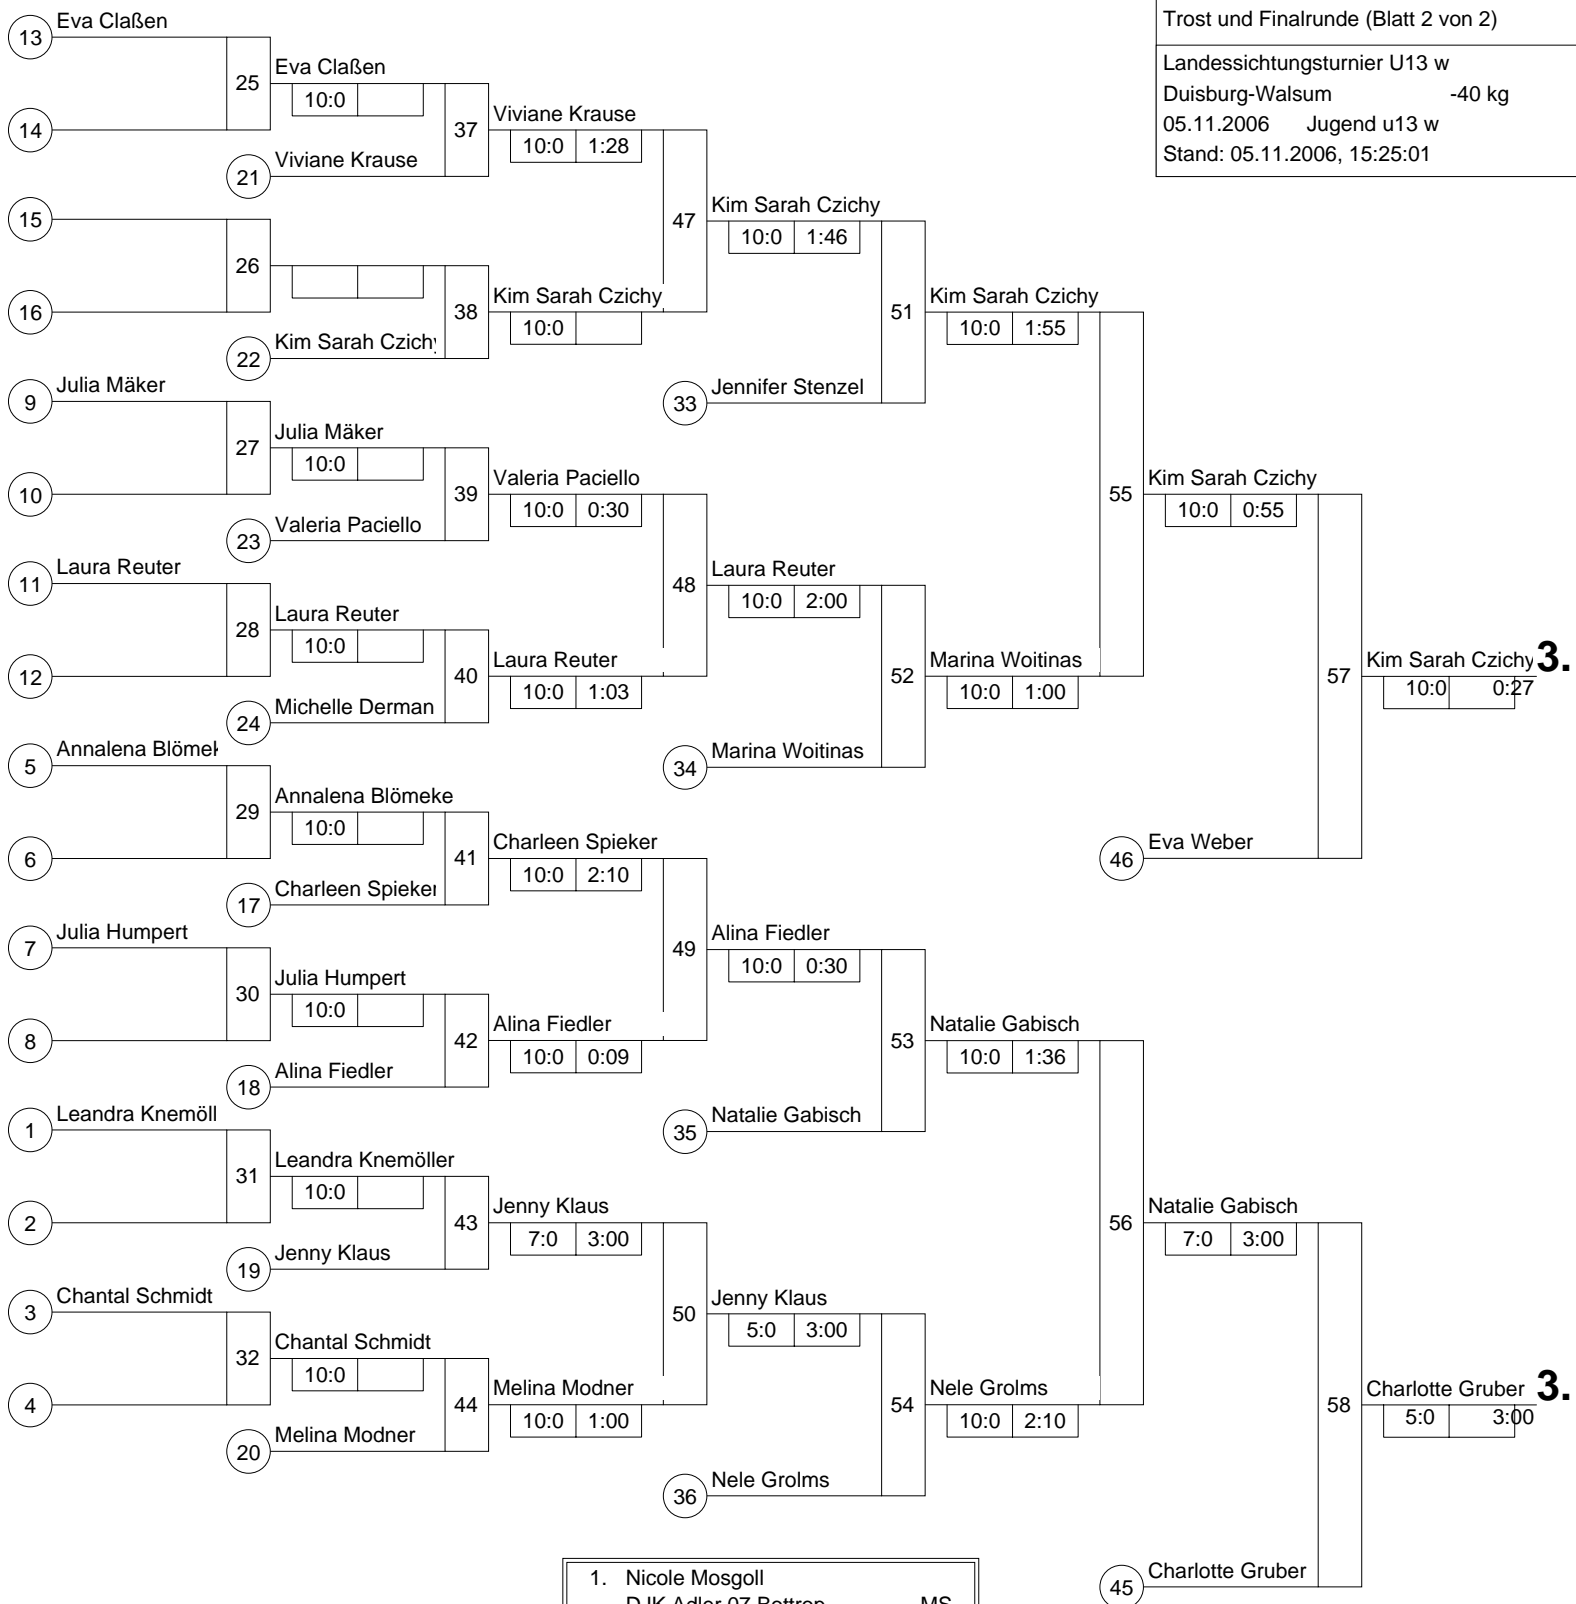 Trost und Finalrunde (Blatt 2 von 2)
Landessichtungsturnier U13 w
Duisburg-Walsum -40 kg
05.11.2006 Jugend u13 w
Stand: 05.11.2006, 15:25:01
13 Eva Claßen
25 Eva Claßen
10:0
14
37 Viviane Krause
10:0 1:28
21 Viviane Krause
15
47 Kim Sarah Czichy
10:0 1:46
26
16
38 Kim Sarah Czichy
10:0
22 Kim Sarah Czichy
51 Kim Sarah Czichy
10:0 1:55
9 Julia Mäker
33 Jennifer Stenzel
27 Julia Mäker
10:0
10
39 Valeria Paciello
10:0 0:30
23 Valeria Paciello
55 Kim Sarah Czichy
10:0 0:55
11 Laura Reuter
48 Laura Reuter
10:0 2:00
28 Laura Reuter
10:0
12
40 Laura Reuter
10:0 1:03
24 Michelle Derman
52 Marina Woitinas
10:0 1:00
57 Kim Sarah Czichy 3.
10:0 0:27
5 Annalena Blömek
34 Marina Woitinas
29 Annalena Blömeke
10:0
6
41 Charleen Spieker
10:0 2:10
46 Eva Weber
17 Charleen Spieker
7 Julia Humpert
49 Alina Fiedler
10:0 0:30
30 Julia Humpert
10:0
8
42 Alina Fiedler
10:0 0:09
18 Alina Fiedler
53 Natalie Gabisch
10:0 1:36
1 Leandra Knemöll
35 Natalie Gabisch
31 Leandra Knemöller
10:0
2
43 Jenny Klaus
7:0 3:00
19 Jenny Klaus
56 Natalie Gabisch
7:0 3:00
3 Chantal Schmidt
50 Jenny Klaus
5:0 3:00
32 Chantal Schmidt
10:0
4
44 Melina Modner
10:0 1:00
20 Melina Modner
54 Nele Grolms
10:0 2:10
58 Charlotte Gruber 3.
5:0 3:00
36 Nele Grolms
45 Charlotte Gruber
1. Nicole Mosgoll
DJK Adler 07 Bottrop MS